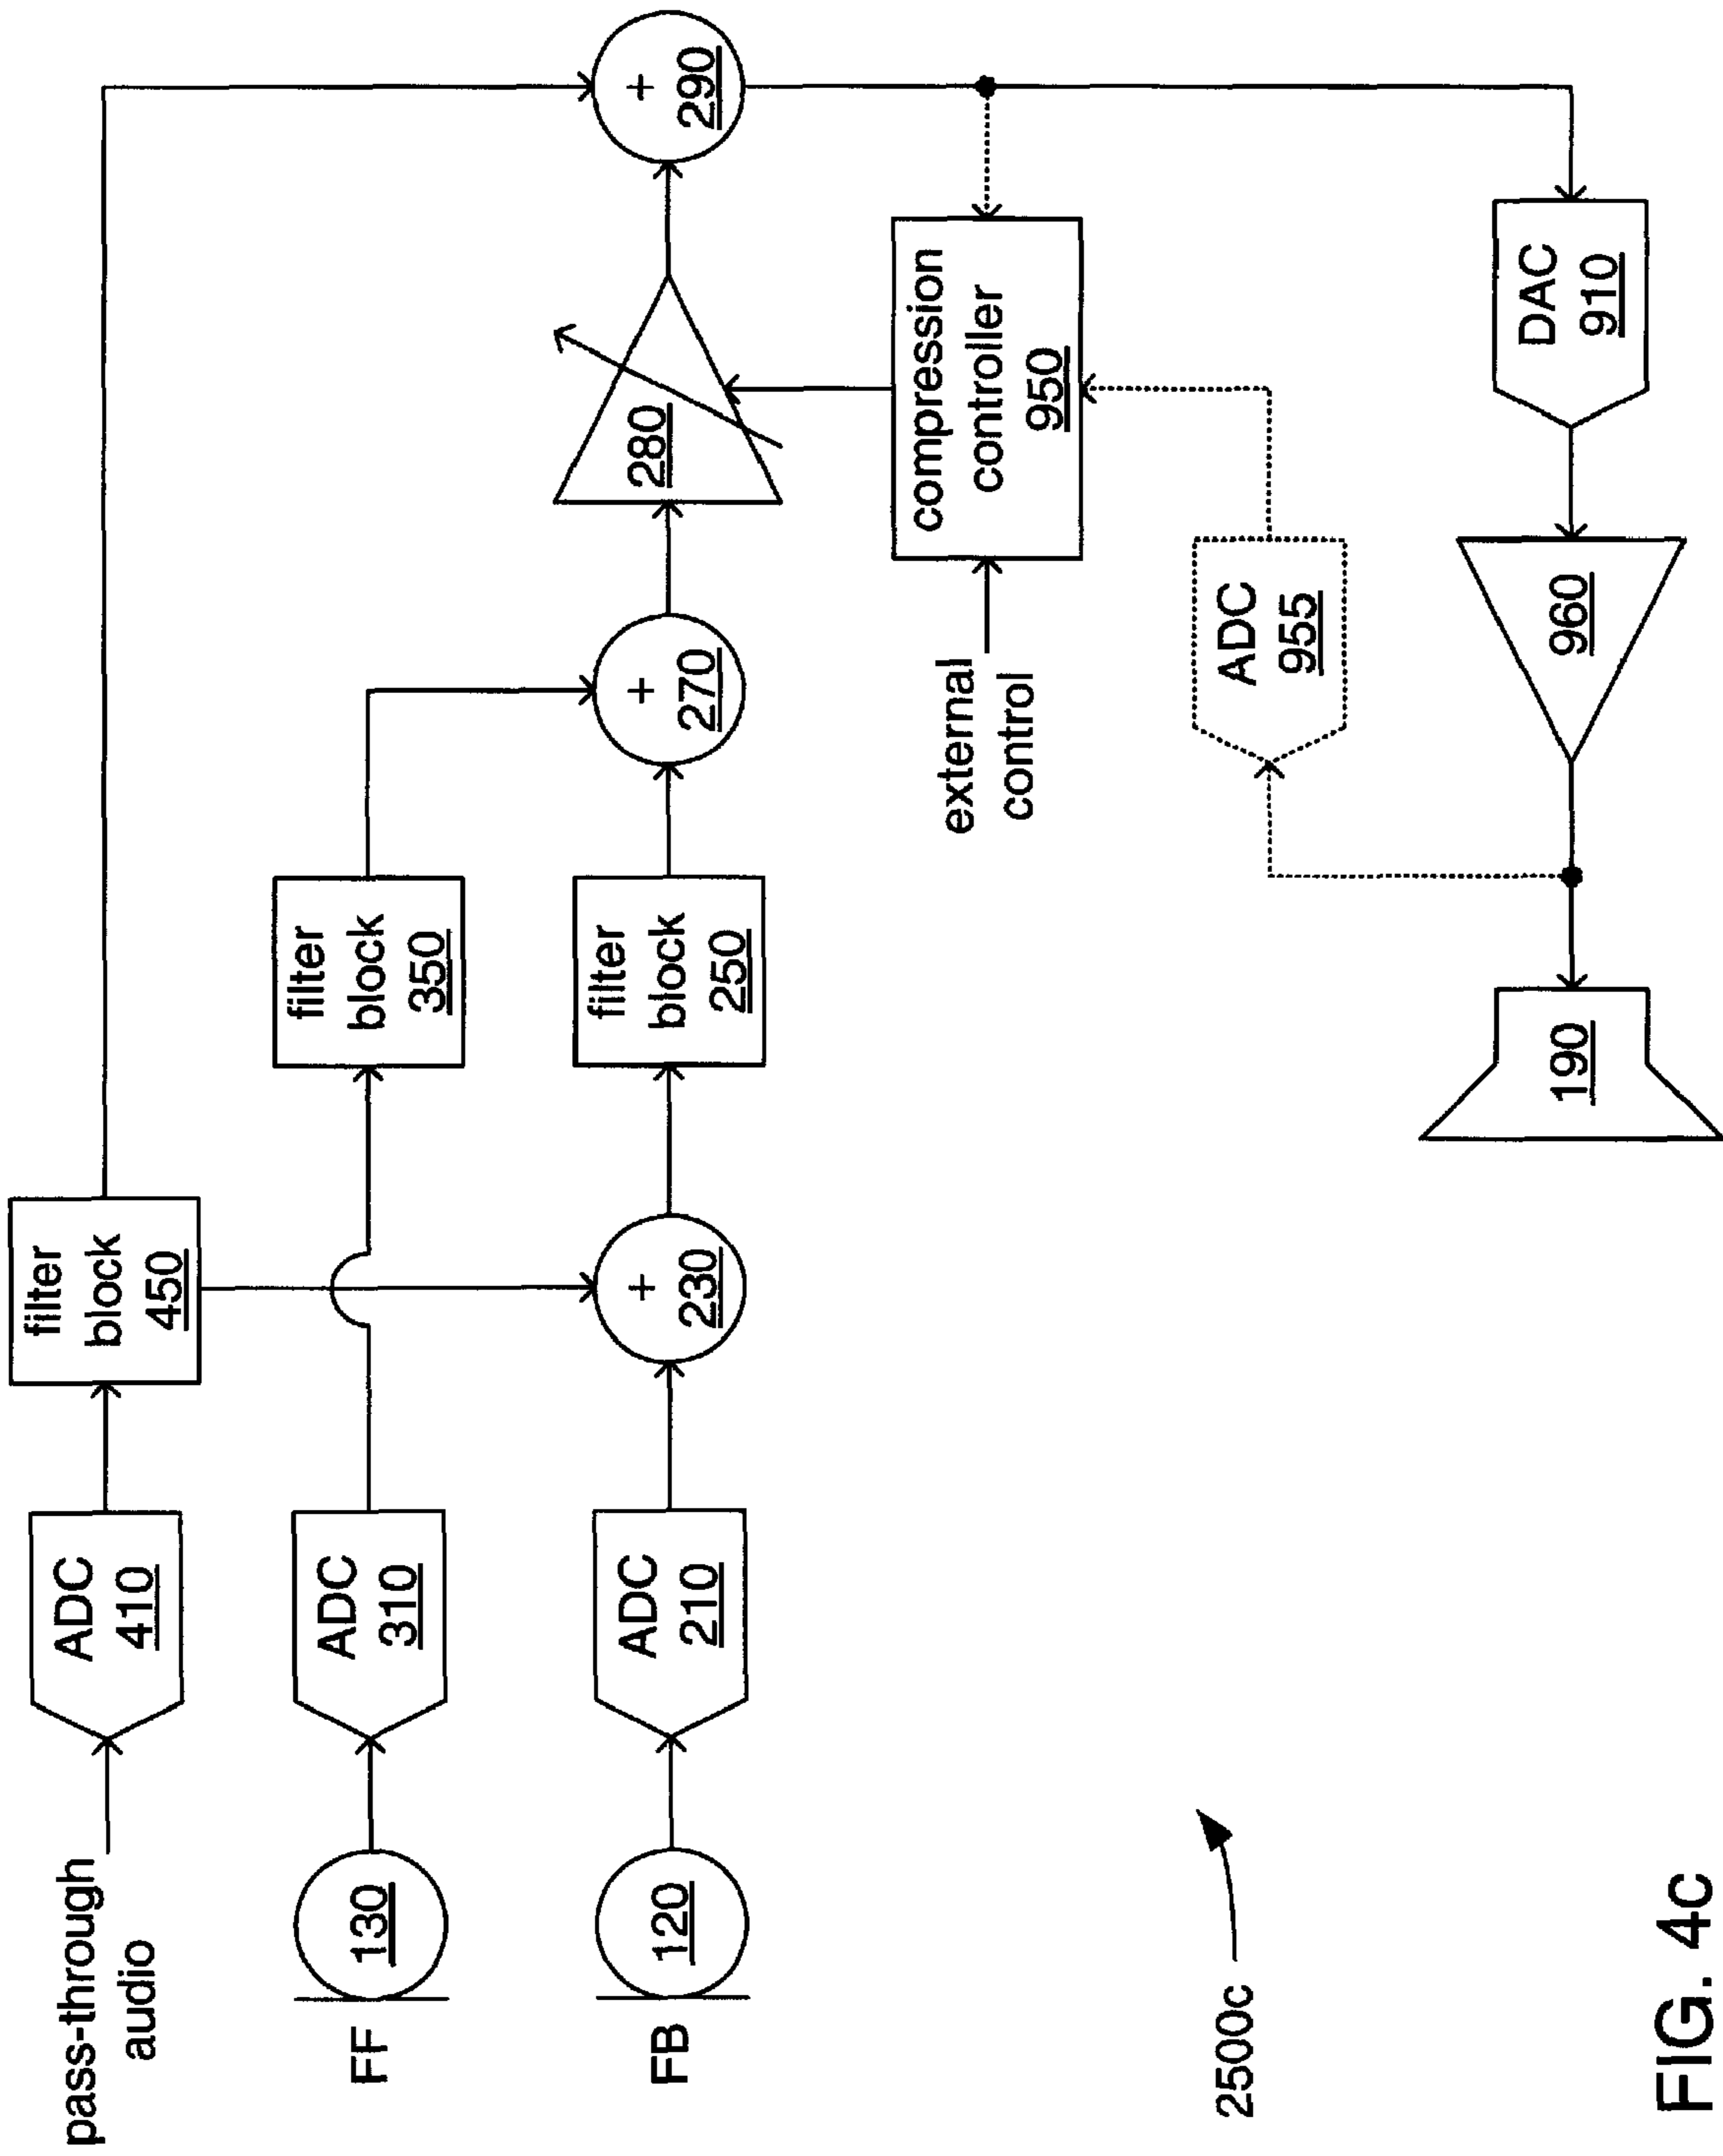 pass-through
audio
ADC
410
filter
block
450
FF
130
ADC
310
filter
block
350
FB
120
ADC
210
+
230
filter
block
250
+
270
280
+
290
external
control
compression
controller
950
ADC
955
DAC
910
960
190
2500c
FIG. 4c